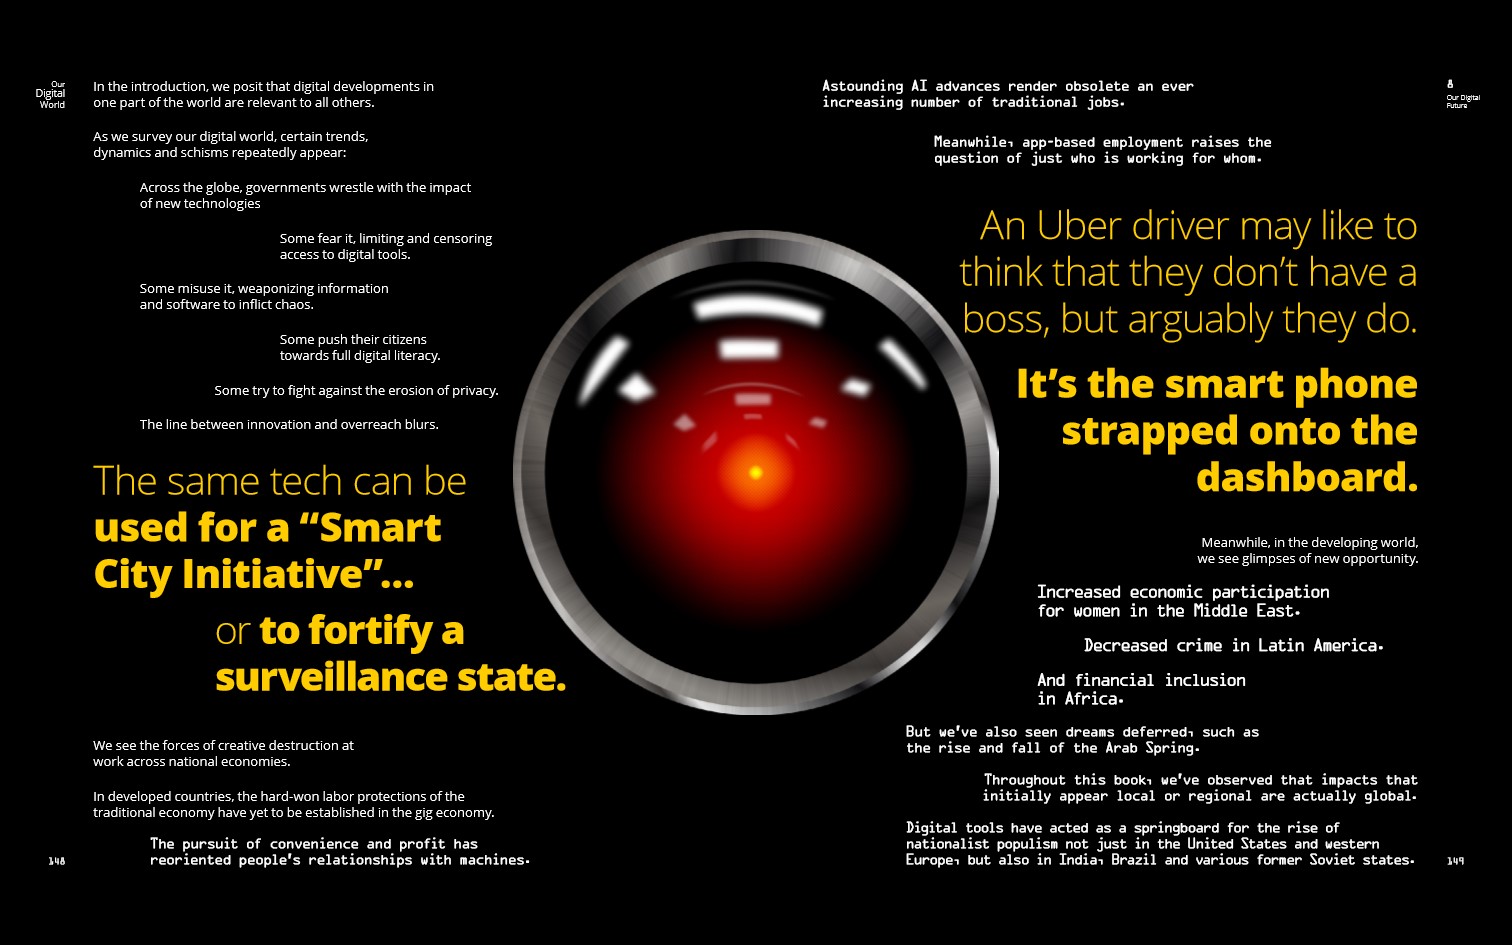 Our
Digital
World
In the introduction, we posit that digital developments in
one part of the world are relevant to all others.
As we survey our digital world, certain trends,
dynamics and schisms repeatedly appear:
Across the globe, governments wrestle with the impact
of new technologies
Some fear it, limiting and censoring
access to digital tools.
Some misuse it, weaponizing information
and software to inflict chaos.
Some push their citizens
towards full digital literacy.
Some try to fight against the erosion of privacy.
The line between innovation and overreach blurs.
The same tech can be
used for a “Smart
City Initiative”...
or to fortify a
surveillance state.
We see the forces of creative destruction at
work across national economies.
In developed countries, the hard-won labor protections of the
traditional economy have yet to be established in the gig economy.
The pursuit of convenience and profit has
reoriented people's relationships with machines.
148
Astounding AI advances render obsolete an ever
increasing number of traditional jobs.
Meanwhile, app-based employment raises the
question of just who is working for whom.
An Uber driver may like to
think that they don’t have a
boss, but arguably they do.
It’s the smart phone
strapped onto the
dashboard.
Meanwhile, in the developing world,
we see glimpses of new opportunity.
Increased economic participation
for women in the Middle East.
Decreased crime in Latin America.
And financial inclusion
in Africa.
But we've also seen dreams deferred, such as
the rise and fall of the Arab Spring.
Throughout this book, we've observed that impacts that
initially appear local or regional are actually global.
Digital tools have acted as a springboard for the rise of
nationalist populism not just in the United States and western
Europe, but also in India, Brazil and various former Soviet states.
8
Our Digital
Future
149